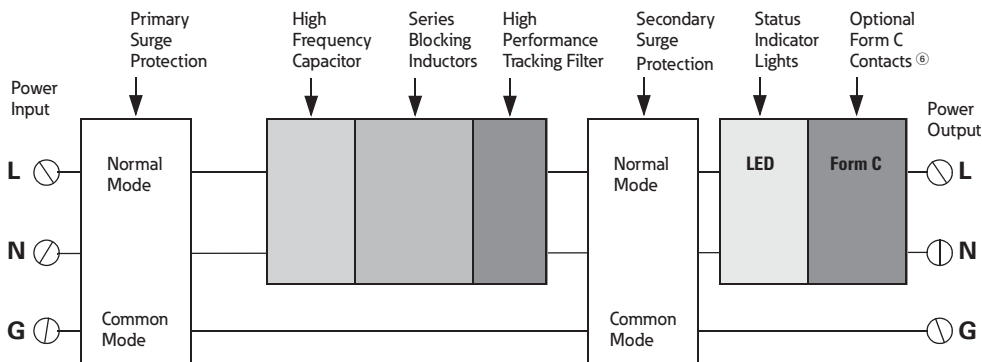 Primary
Surge
Protection
High
Frequency
Capacitor
Series
Blocking
Inductors
High
Performance
Tracking Filter
Secondary
Surge
Protection
Status
Indicator
Lights
Optional
Form C
Contacts ⑥
Power
Input
Power
Output
L
Normal
Mode
Normal
Mode
LED
Form C
L
N
N
G
Common
Mode
Common
Mode
G